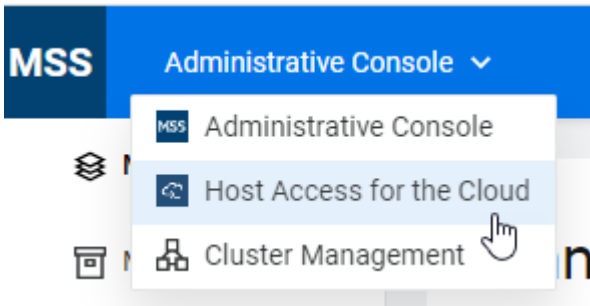 MSS
Administrative Console
MSS Administrative Console
Host Access for the Cloud
Cluster Management